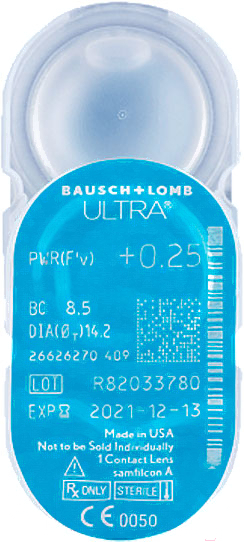 BAUSCH + LOMB
ULTRA®
PWR(F'v) +0.25
BC 8.5
DIA(Ø_T)14.2
26626270 409
LOT R82033780
EXP 2021-12-13
Made in USA
Not to be Sold Individually
1 Contact Lens
samfilcon A
Rx ONLY STERILE
CE 0050